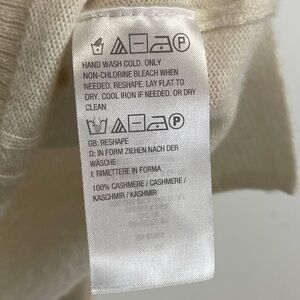 HAND WASH COLD. ONLY
NON-CHLORINE BLEACH WHEN
NEEDED. RESHAPE. LAY FLAT TO
DRY. COOL IRON IF NEEDED. OR DRY
CLEAN
GB: RESHAPE
D: IN FORM ZIEHEN NACH DER
WÄSCHE
I: RIMETTERE IN FORMA
100% CASHMERE / CASHMERE /
KASCHMIR / KASHMIR